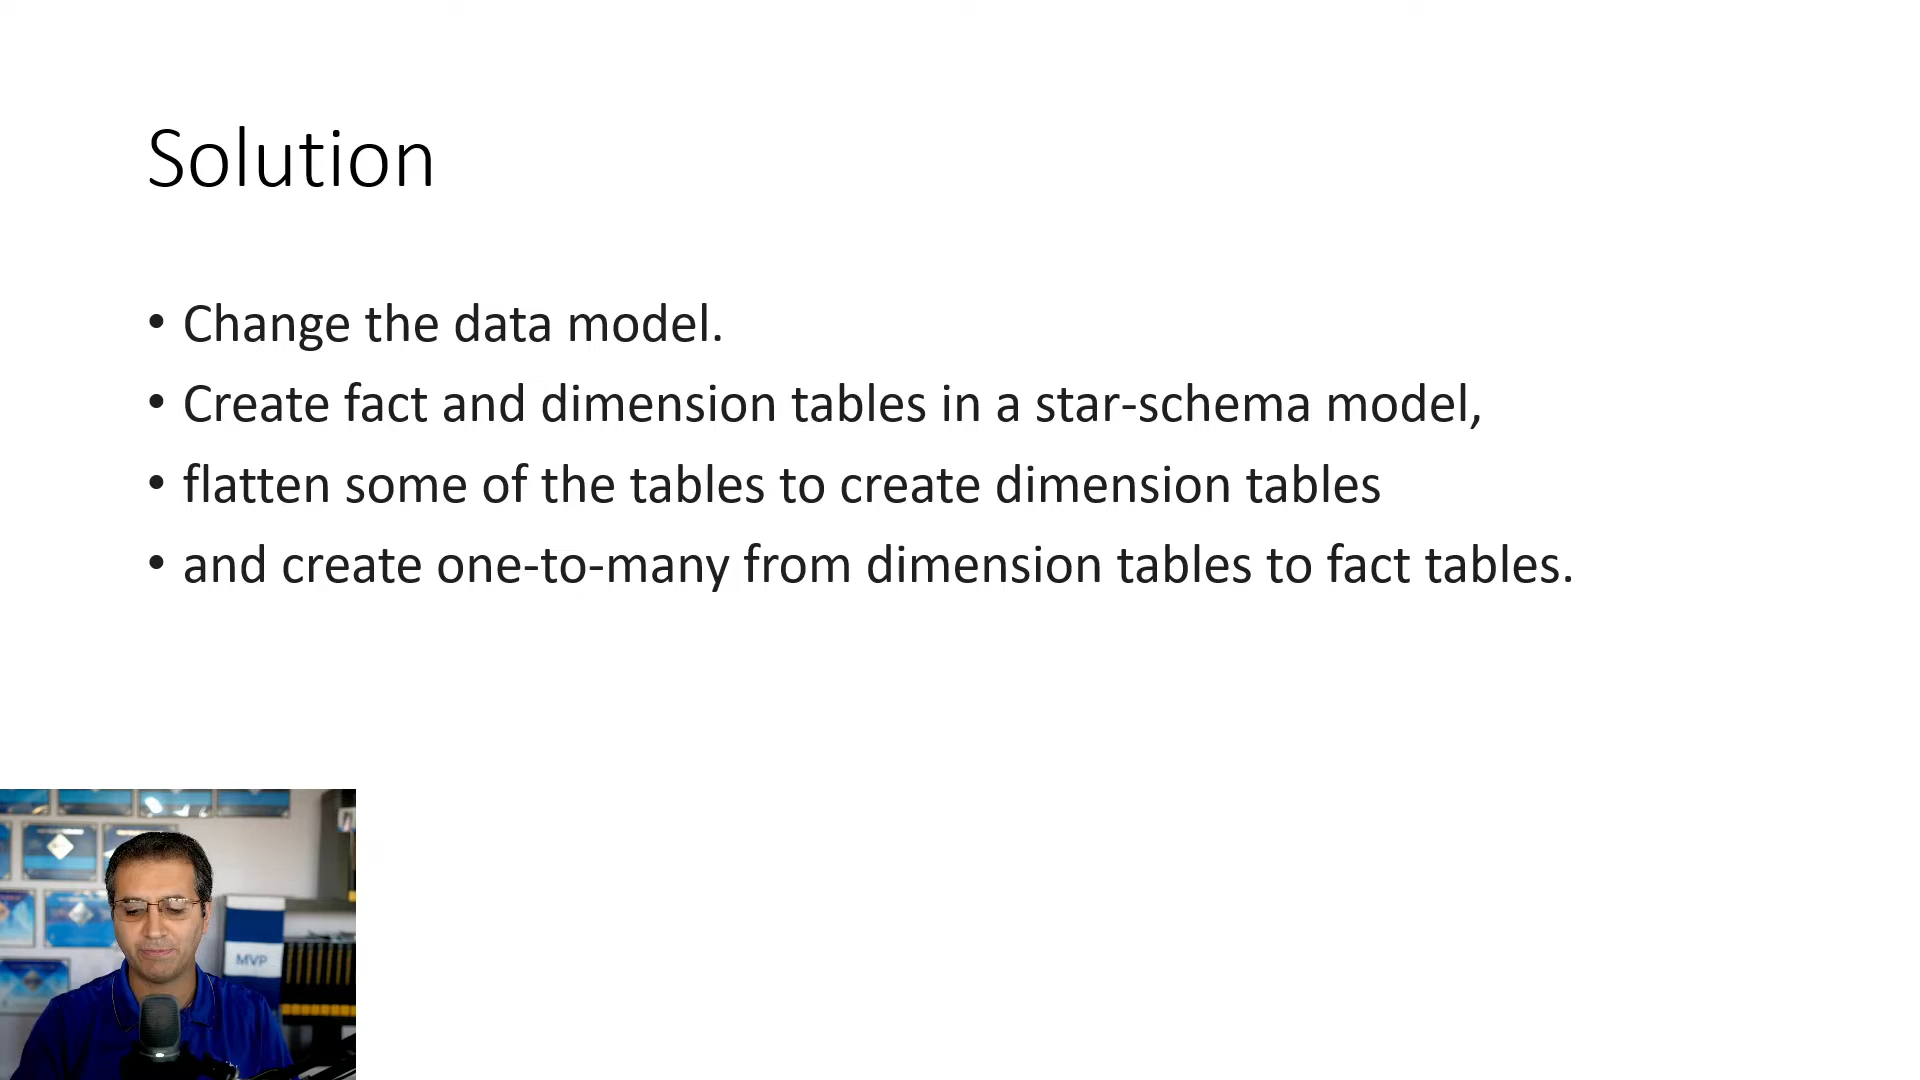 Solution
• Change the data model.
• Create fact and dimension tables in a star-schema model,
• flatten some of the tables to create dimension tables
• and create one-to-many from dimension tables to fact tables.
MVP